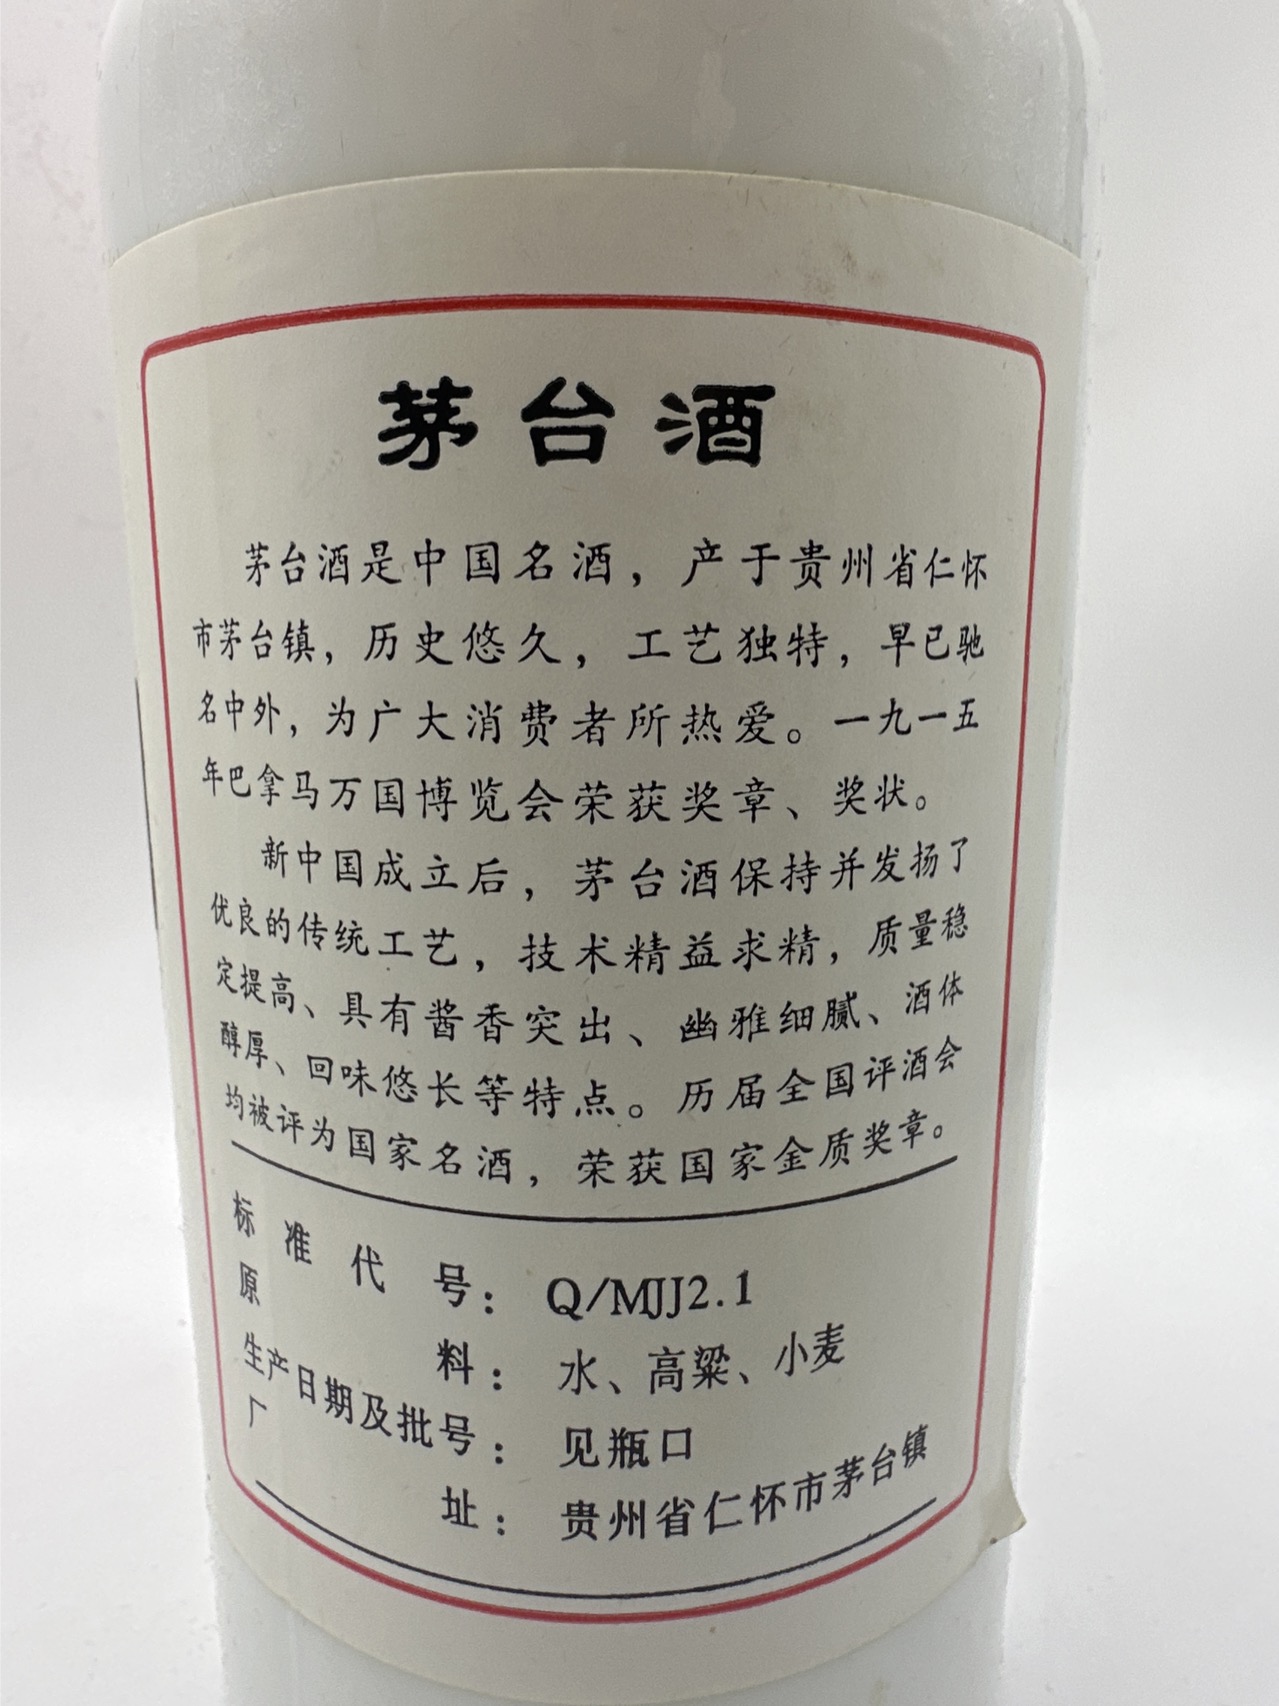 茅台酒
茅台酒是中国名酒，产于贵州省仁怀
市茅台镇，历史悠久，工艺独特，早已驰
名中外，为广大消费者所热爱。一九一五
年巴拿马万国博览会荣获奖章、奖状。
新中国成立后，茅台酒保持并发扬了
优良的传统工艺，技术精益求精，质量稳
定提高、具有酱香突出、幽雅细腻、酒体
醇厚、回味悠长等特点。历届全国评酒会
均被评为国家名酒，荣获国家金质奖章。
标准代号：Q/MJJ2.1
原料：水、高粱、小麦
生产日期及批号：见瓶口
厂址：贵州省仁怀市茅台镇